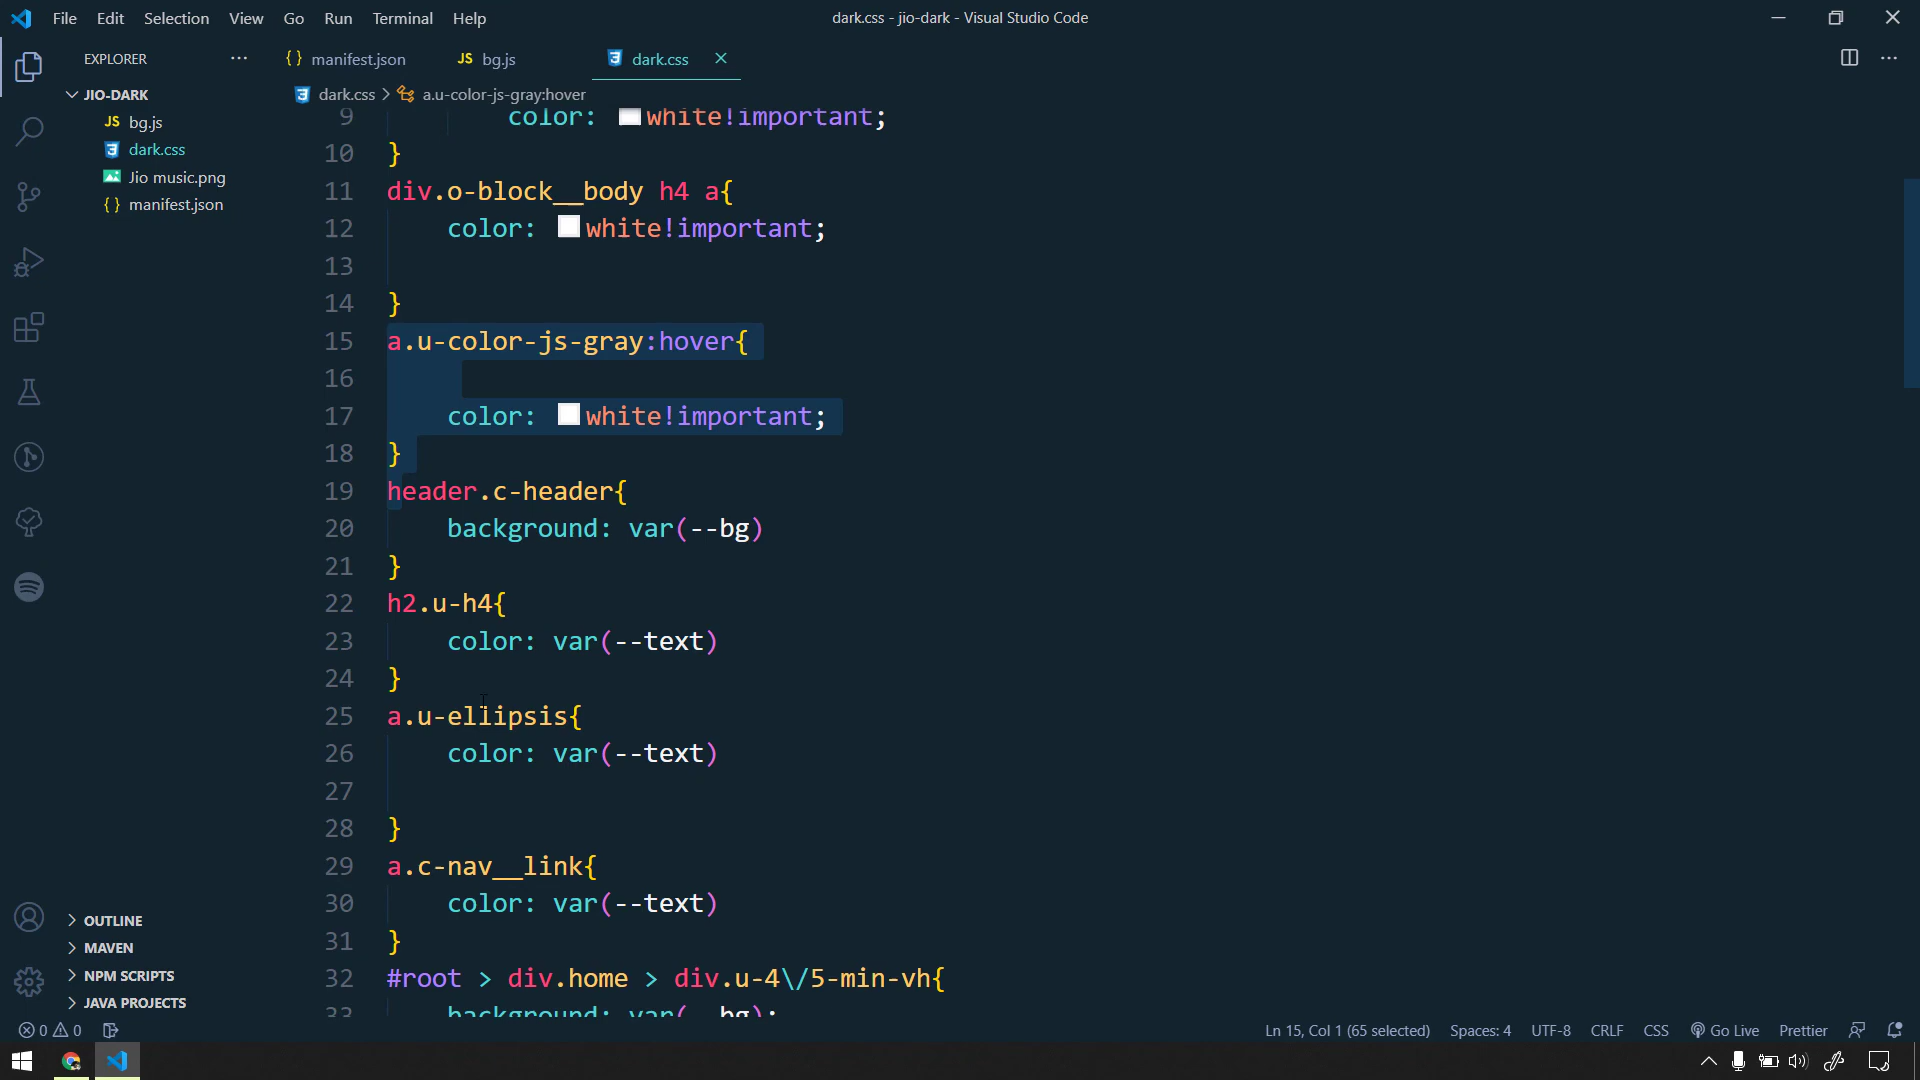 File Edit Selection View Go Run Terminal Help
dark.css - jio-dark - Visual Studio Code
EXPLORER ...
{ } manifest.json
JS bg.js
dark.css
...
dark.css > a.u-color-js-gray:hover
JIO-DARK
JS bg.js
dark.css
Jio music.png
{ } manifest.json
9 color: white!important;
10 }
11 div.o-block__body h4 a{
12 color: white!important;
13
14 }
15 a.u-color-js-gray:hover{
16
17 color: white!important;
18 }
19 header.c-header{
20 background: var(--bg)
21 }
22 h2.u-h4{
23 color: var(--text)
24 }
25 a.u-ellipsis{
26 color: var(--text)
27
28 }
29 a.c-nav__link{
30 color: var(--text)
31 }
32 #root > div.home > div.u-4\/5-min-vh{
33 background: var(--bg);
OUTLINE
MAVEN
NPM SCRIPTS
JAVA PROJECTS
0 0
Ln 15, Col 1 (65 selected) Spaces: 4 UTF-8 CRLF CSS Go Live Prettier